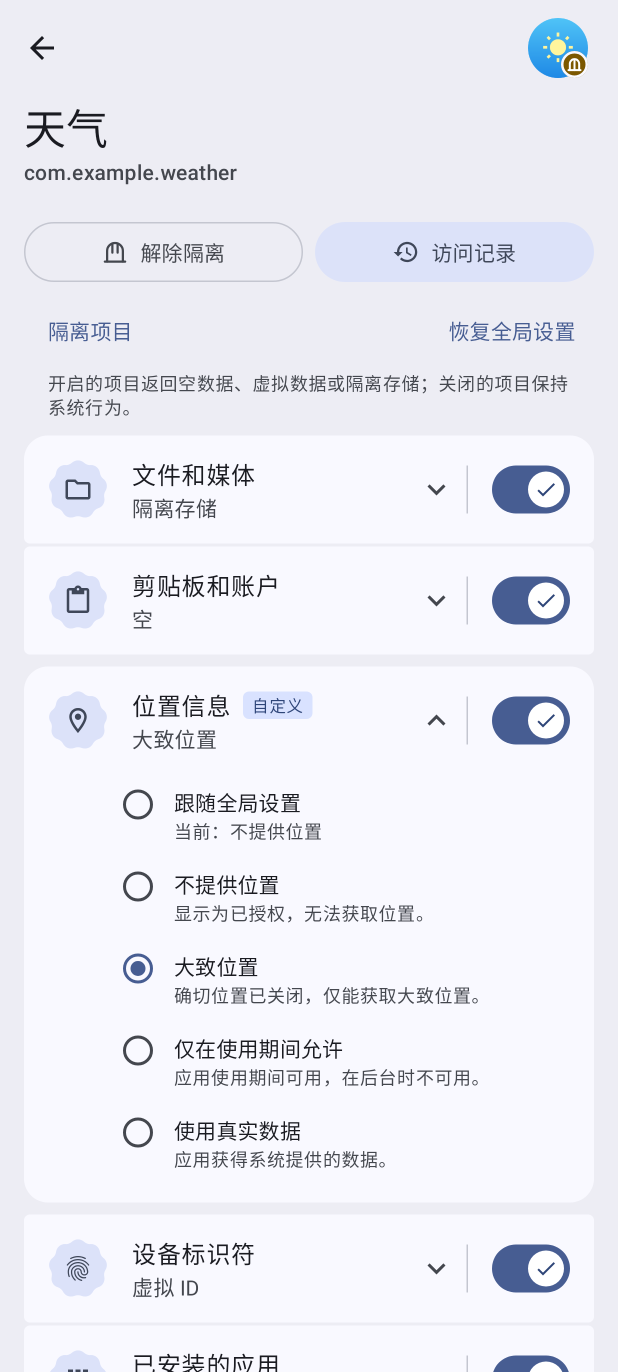 天气
com.example.weather
解除隔离
访问记录
隔离项目
恢复全局设置
开启的项目返回空数据、虚拟数据或隔离存储；关闭的项目保持
系统行为。
文件和媒体
隔离存储
剪贴板和账户
空
位置信息 自定义
大致位置
跟随全局设置
当前：不提供位置
不提供位置
显示为已授权，无法获取位置。
大致位置
确切位置已关闭，仅能获取大致位置。
仅在使用期间允许
应用使用期间可用，在后台时不可用。
使用真实数据
应用获得系统提供的数据。
设备标识符
虚拟 ID
已安装的应用